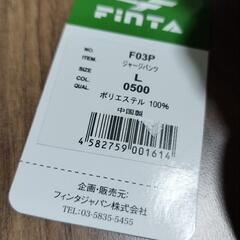 FiNTA
NO. F03P
ITEM. ジャージパンツ
SIZE L
COL. 0500
QUAL. ポリエステル 100%
中国製
4 582759 001614
企画・販売元:
フィンタジャパン株式会社
TEL:03-5835-5455